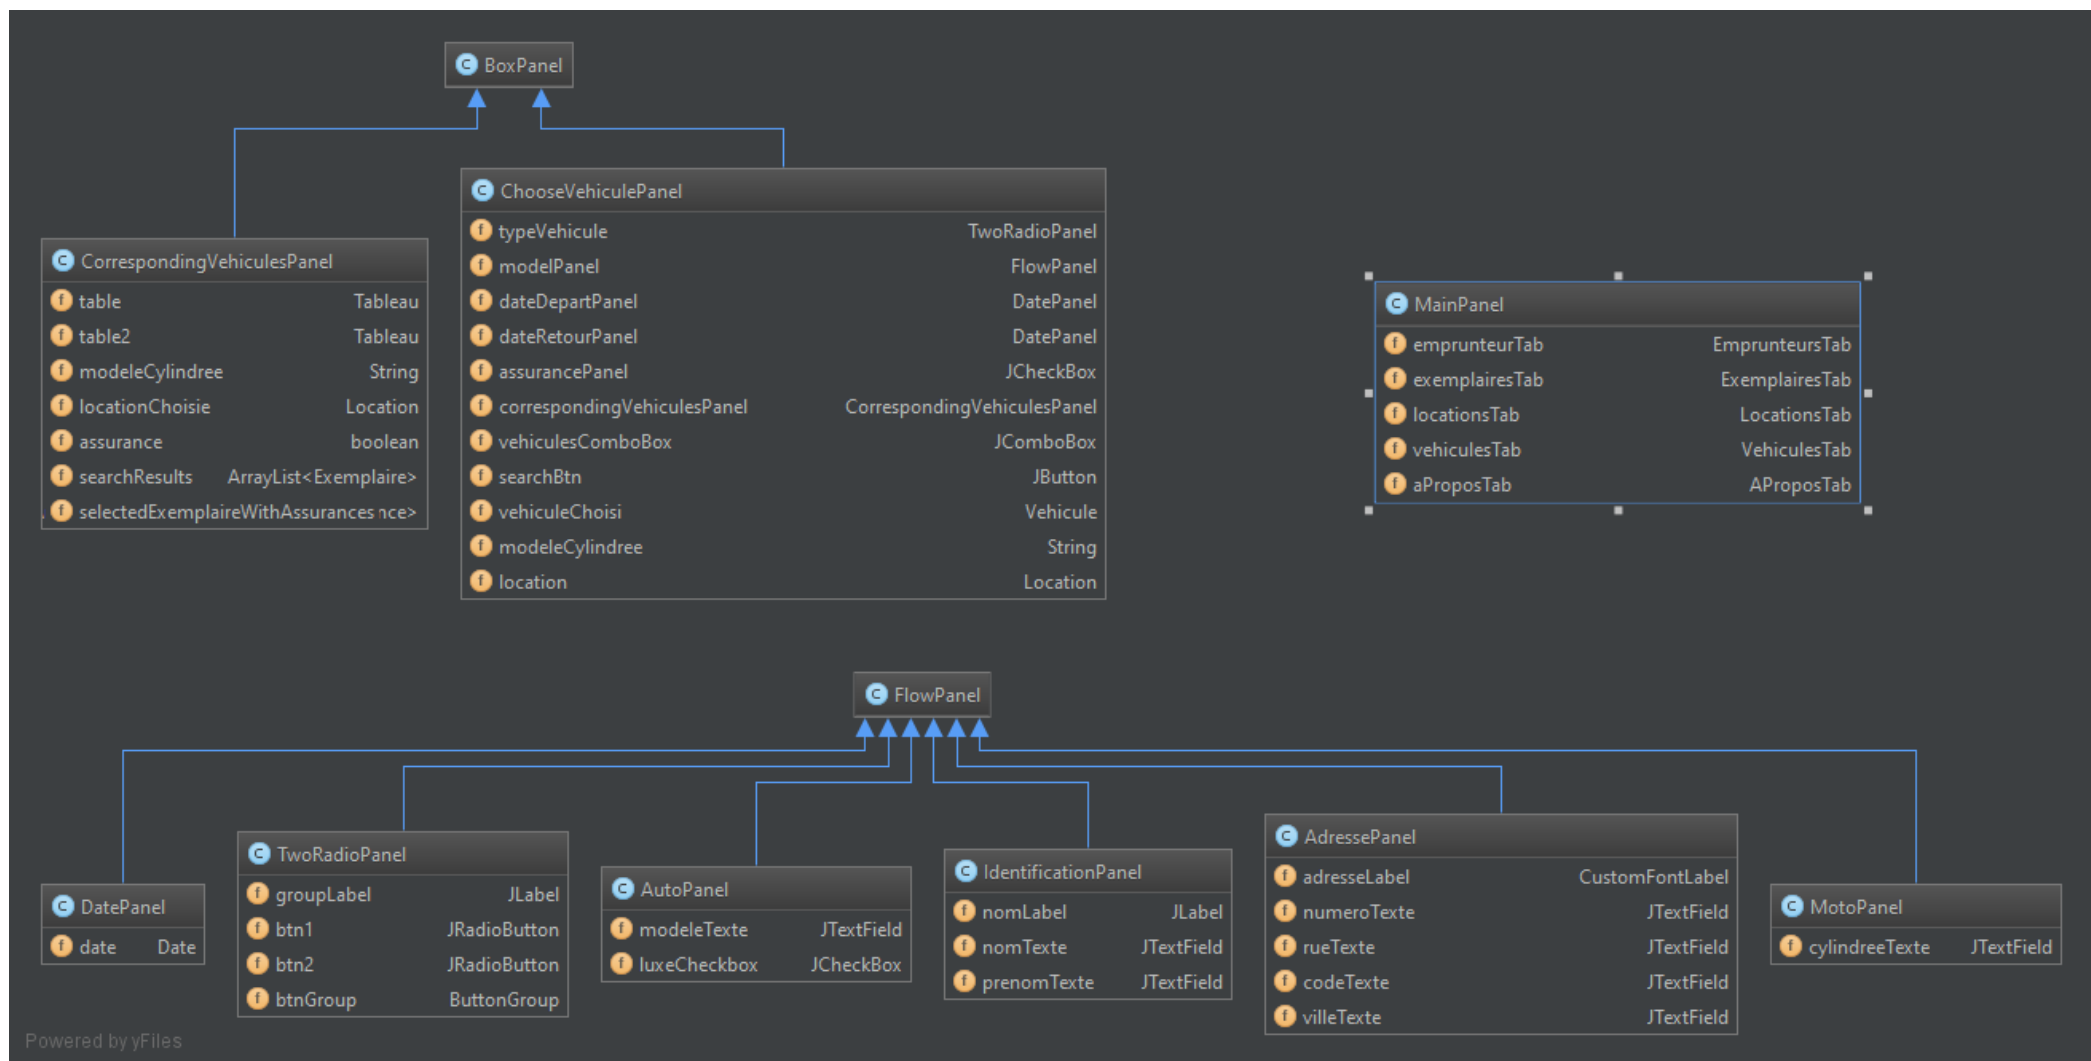 BoxPanel
ChooseVehiculePanel
typeVehicule TwoRadioPanel
modelPanel FlowPanel
dateDepartPanel DatePanel
dateRetourPanel DatePanel
assurancePanel JCheckBox
correspondingVehiculesPanel CorrespondingVehiculesPanel
vehiculesComboBox JComboBox
searchBtn JButton
vehiculeChoisi Vehicule
modeleCylindree String
location Location
CorrespondingVehiculesPanel
table Tableau
table2 Tableau
modeleCylindree String
locationChoisie Location
assurance boolean
searchResults ArrayList<Exemplaire>
selectedExemplaireWithAssurances nce>
MainPanel
emprunteurTab EmprunteursTab
exemplairesTab ExemplairesTab
locationsTab LocationsTab
vehiculesTab VehiculesTab
aProposTab AProposTab
FlowPanel
DatePanel
date Date
TwoRadioPanel
groupLabel JLabel
btn1 JRadioButton
btn2 JRadioButton
btnGroup ButtonGroup
AutoPanel
modeleTexte JTextField
luxeCheckbox JCheckBox
IdentificationPanel
nomLabel JLabel
nomTexte JTextField
prenomTexte JTextField
AdressePanel
adresseLabel CustomFontLabel
numeroTexte JTextField
rueTexte JTextField
codeTexte JTextField
villeTexte JTextField
MotoPanel
cylindreeTexte JTextField
Powered by yFiles